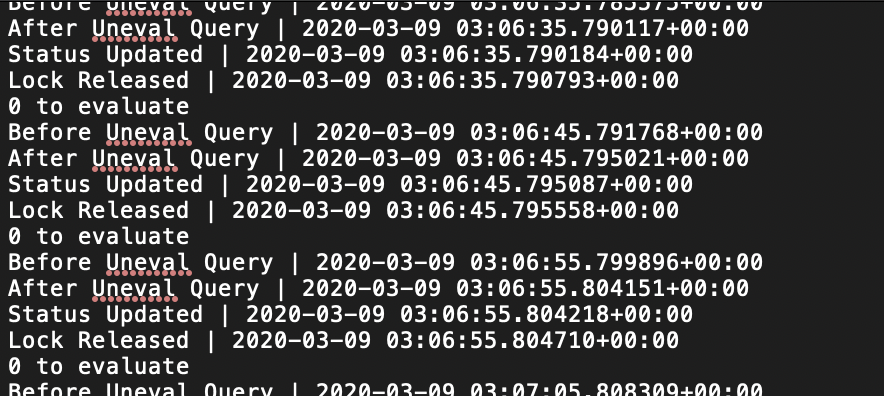 Before Uneval Query | 2020-03-09 03:06:35.785575+00:00
After Uneval Query | 2020-03-09 03:06:35.790117+00:00
Status Updated | 2020-03-09 03:06:35.790184+00:00
Lock Released | 2020-03-09 03:06:35.790793+00:00
0 to evaluate
Before Uneval Query | 2020-03-09 03:06:45.791768+00:00
After Uneval Query | 2020-03-09 03:06:45.795021+00:00
Status Updated | 2020-03-09 03:06:45.795087+00:00
Lock Released | 2020-03-09 03:06:45.795558+00:00
0 to evaluate
Before Uneval Query | 2020-03-09 03:06:55.799896+00:00
After Uneval Query | 2020-03-09 03:06:55.804151+00:00
Status Updated | 2020-03-09 03:06:55.804218+00:00
Lock Released | 2020-03-09 03:06:55.804710+00:00
0 to evaluate
Before Uneval Query | 2020-03-09 03:07:05.808309+00:00